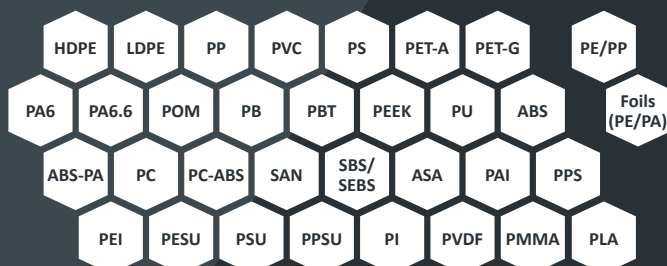 HDPE LDPE PP PVC PS PET-A PET-G PE/PP
PA6 PA6.6 POM PB PBT PEEK PU ABS Foils
(PE/PA)
ABS-PA PC PC-ABS SAN SBS/
SEBS ASA PAI PPS
PEI PESU PSU PPSU PI PVDF PMMA PLA